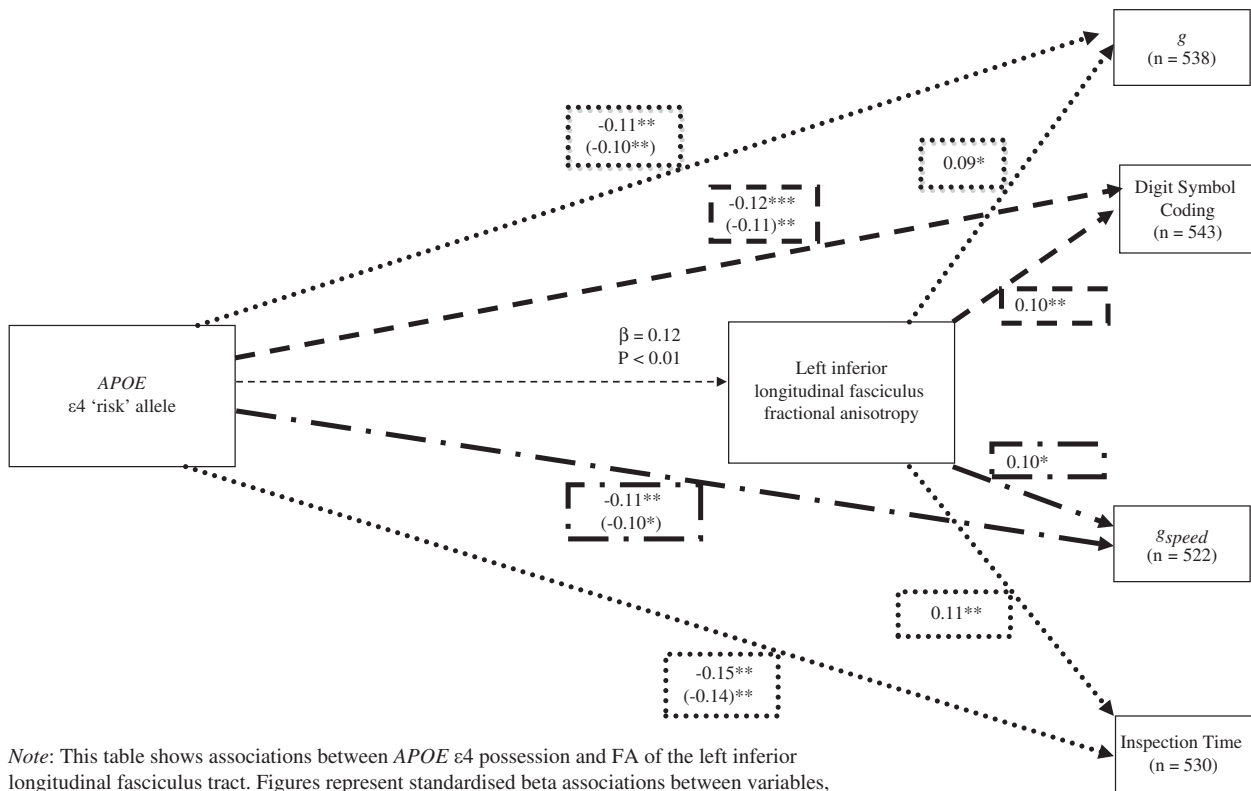 g
(n = 538)
-0.11**
(-0.10**)
0.09*
Digit Symbol
Coding
(n = 543)
-0.12***
(-0.11)**
0.10**
β = 0.12
P < 0.01
APOE
ε4 ‘risk’ allele
Left inferior
longitudinal fasciculus
fractional anisotropy
0.10*
-0.11**
(-0.10*)
gspeed
(n = 522)
0.11**
-0.15**
(-0.14)**
Inspection Time
(n = 530)
Note: This table shows associations between APOE ε4 possession and FA of the left inferior
longitudinal fasciculus tract. Figures represent standardised beta associations between variables,